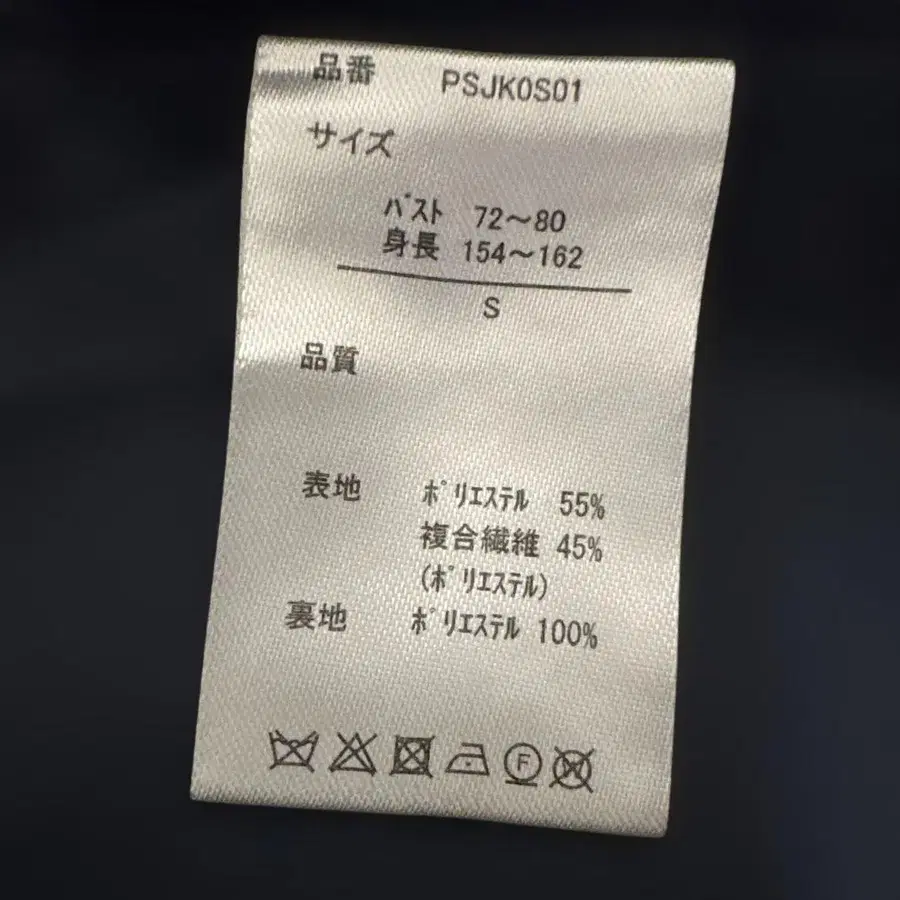 品番 PSJK0S01
サイズ
バスト 72〜80
身長 154〜162
S
品質
表地 ポリエステル 55%
複合繊維 45%
(ポリエステル)
裏地 ポリエステル 100%
F
W